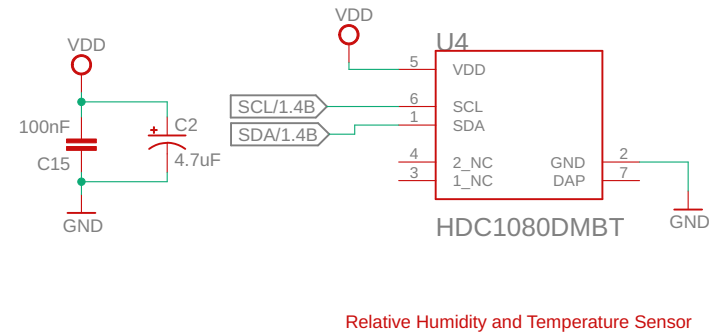 VDD
100nF
C15
+
C2
4.7uF
GND
VDD
U4
5 VDD
SCL/1.4B 6 SCL
SDA/1.4B 1 SDA
4 2_NC GND 2
3 1_NC DAP 7
HDC1080DMBT
GND
Relative Humidity and Temperature Sensor